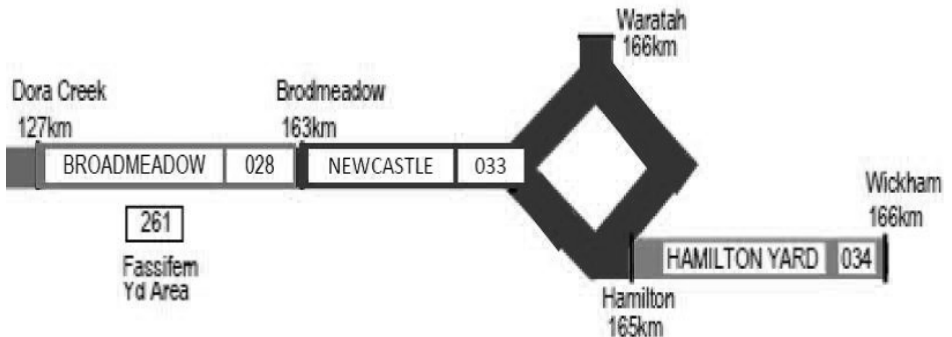 Waratah
166km
Dora Creek
127km
Brodmeadow
163km
BROADMEADOW 028
NEWCASTLE 033
Wickham
166km
261
Fassifern
Yd Area
HAMILTON YARD 034
Hamilton
165km